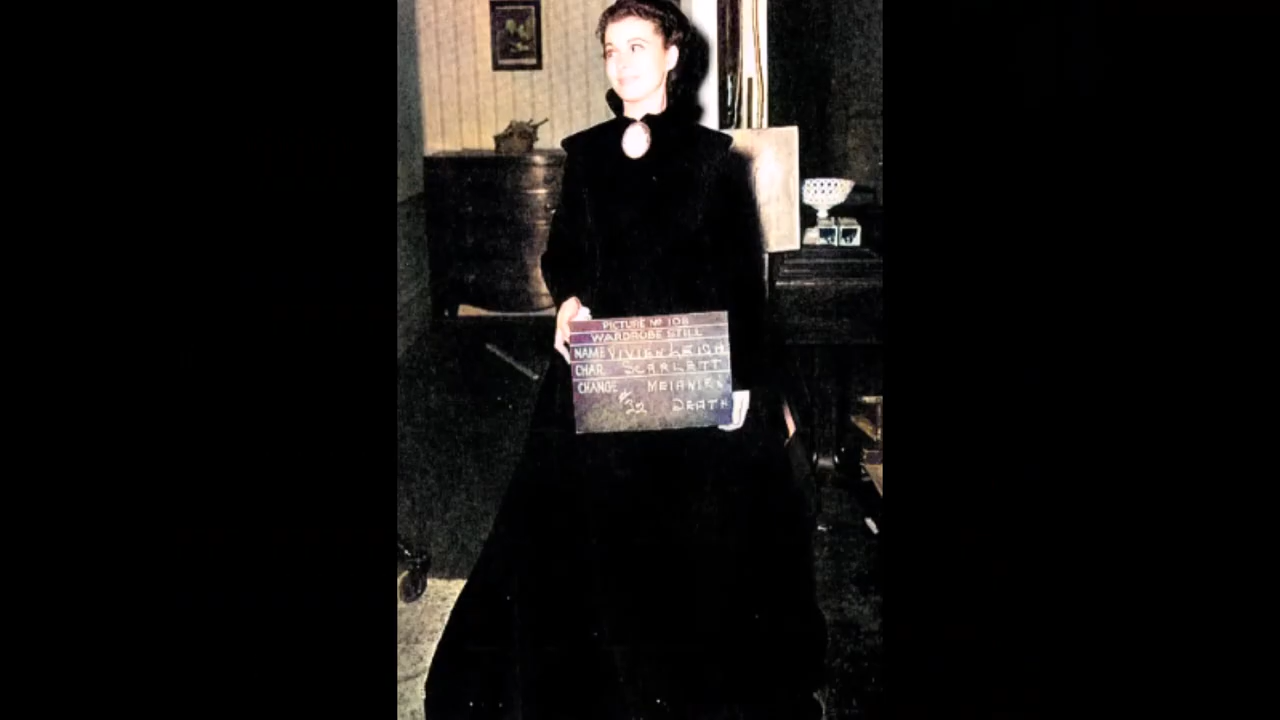 PICTURE Nº 108
WARDROBE STILL
NAME VIVIEN LEIGH
CHAR. SCARLETT
CHANGE MELANIE'S
#32 DEATH